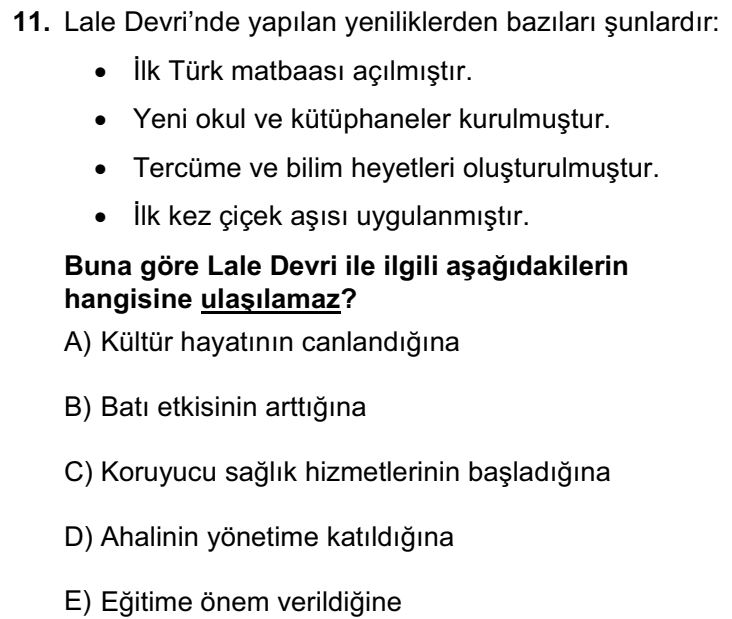 11. Lale Devri’nde yapılan yeniliklerden bazıları şunlardır:
• İlk Türk matbaası açılmıştır.
• Yeni okul ve kütüphaneler kurulmuştur.
• Tercüme ve bilim heyetleri oluşturulmuştur.
• İlk kez çiçek aşısı uygulanmıştır.
Buna göre Lale Devri ile ilgili aşağıdakilerin
hangisine ulaşılamaz?
A) Kültür hayatının canlandığına
B) Batı etkisinin arttığına
C) Koruyucu sağlık hizmetlerinin başladığına
D) Ahalinin yönetime katıldığına
E) Eğitime önem verildiğine